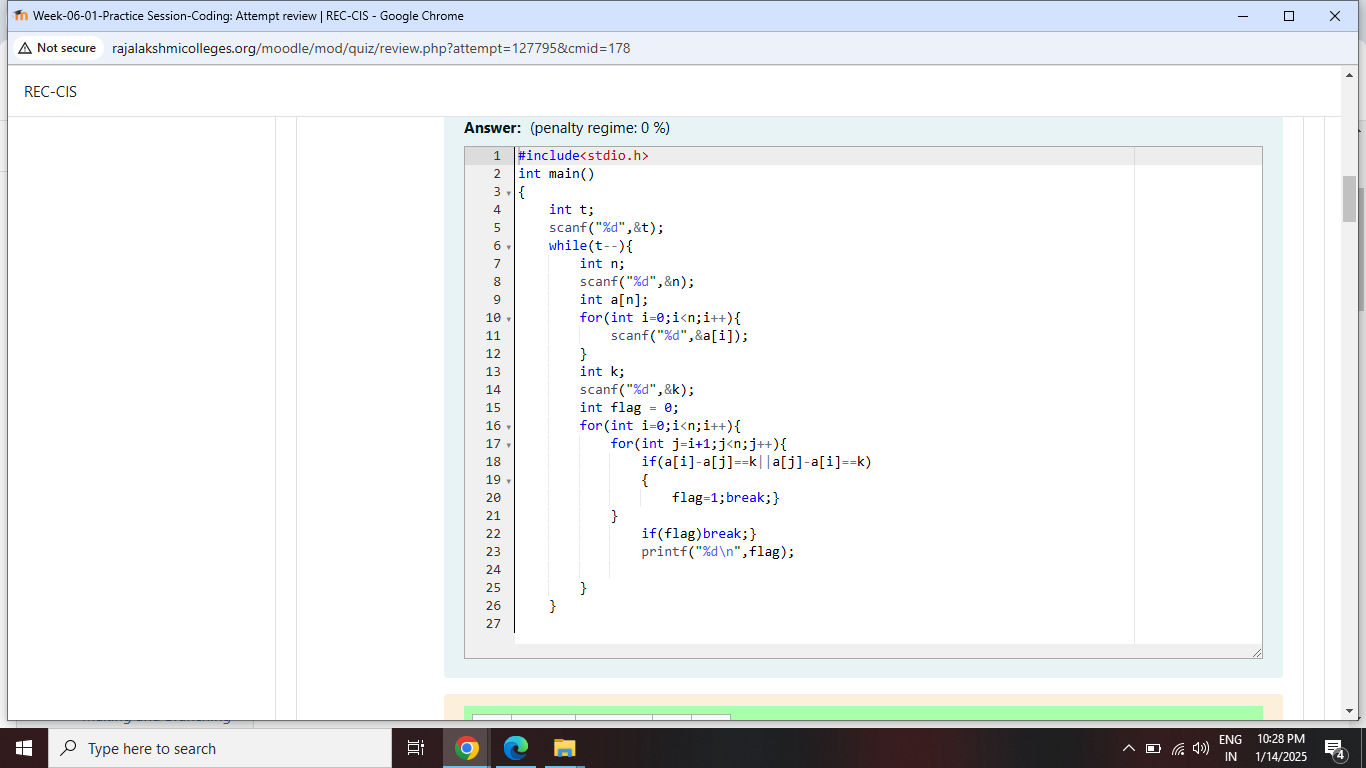 Week-06-01-Practice Session-Coding: Attempt review | REC-CIS - Google Chrome
Not secure rajalakshmicolleges.org/moodle/mod/quiz/review.php?attempt=127795&cmid=178
REC-CIS
Answer: (penalty regime: 0 %)
1 #include<stdio.h>
2 int main()
3 {
4     int t;
5     scanf("%d",&t);
6     while(t--){
7         int n;
8         scanf("%d",&n);
9         int a[n];
10         for(int i=0;i<n;i++){
11             scanf("%d",&a[i]);
12         }
13         int k;
14         scanf("%d",&k);
15         int flag = 0;
16         for(int i=0;i<n;i++){
17             for(int j=i+1;j<n;j++){
18                 if(a[i]-a[j]==k||a[j]-a[i]==k)
19                 {
20                     flag=1;break;}
21             }
22                 if(flag)break;}
23                 printf("%d\n",flag);
24
25         }
26     }
27
Type here to search
ENG
IN
10:28 PM
1/14/2025
4